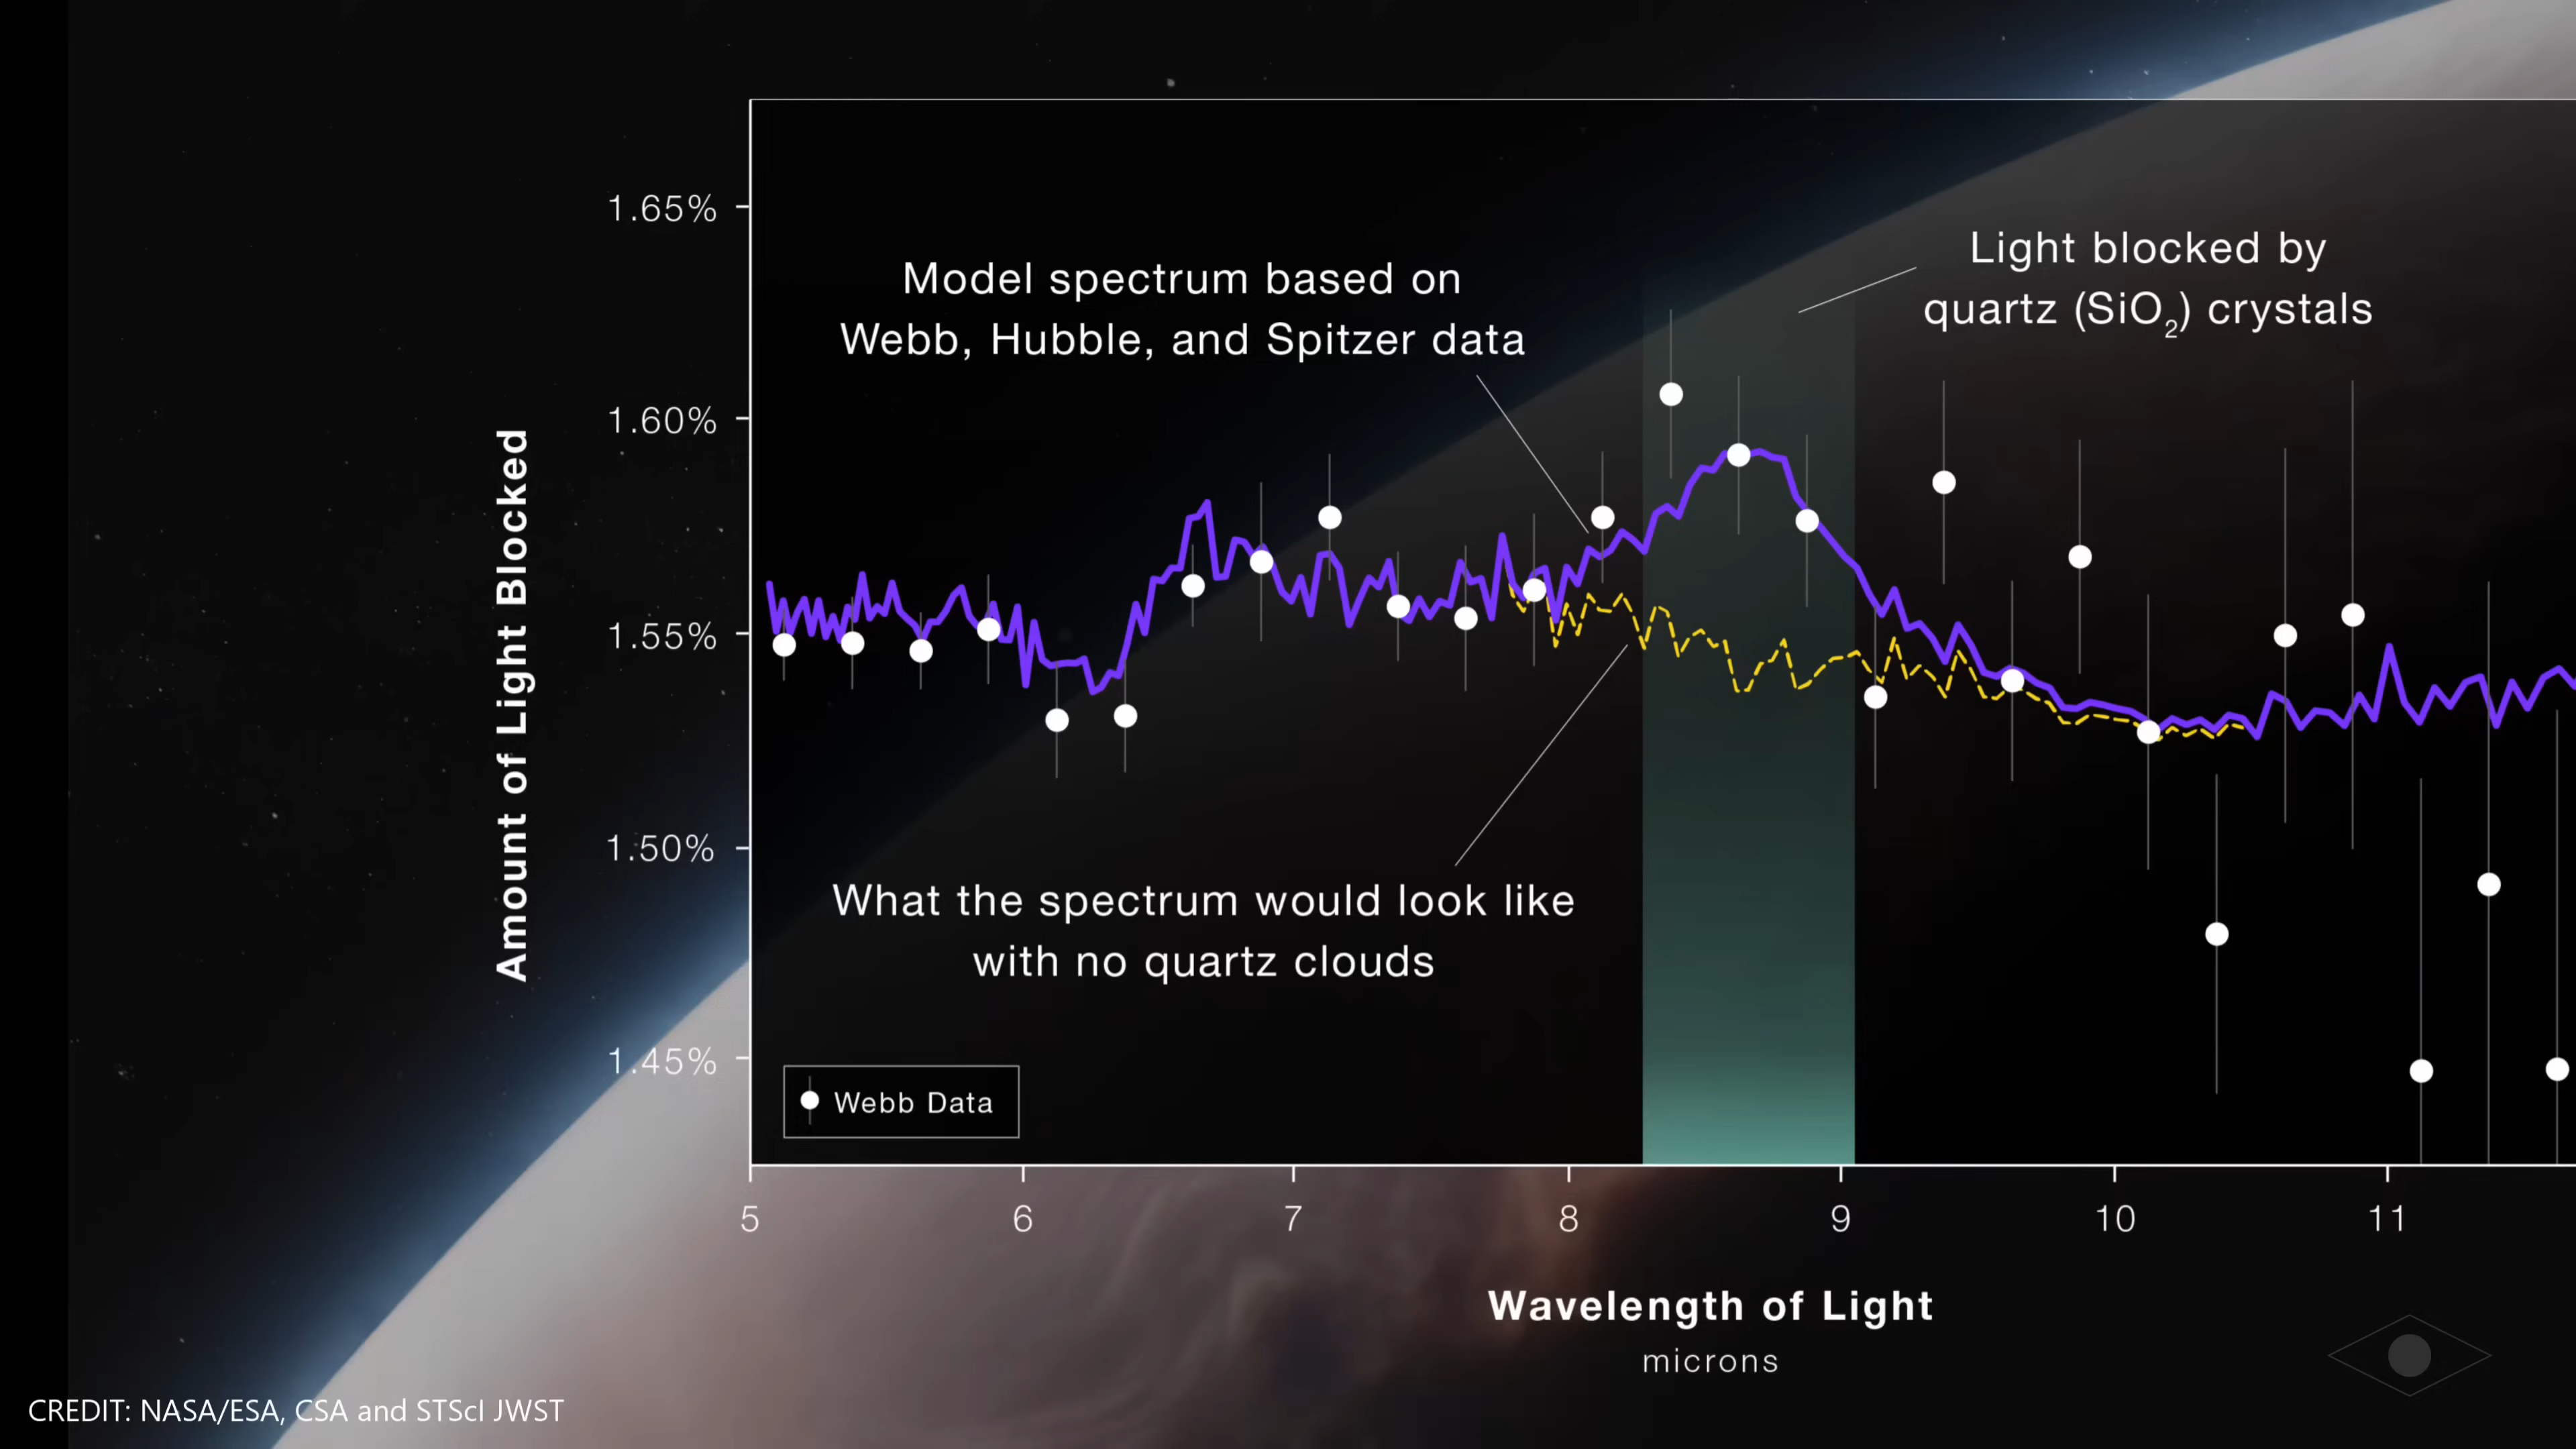 1.65%
1.60%
1.55%
1.50%
1.45%
Amount of Light Blocked
Model spectrum based on
Webb, Hubble, and Spitzer data
Light blocked by
quartz (SiO₂) crystals
What the spectrum would look like
with no quartz clouds
Webb Data
5 6 7 8 9 10 11
Wavelength of Light
microns
CREDIT: NASA/ESA, CSA and STScI JWST